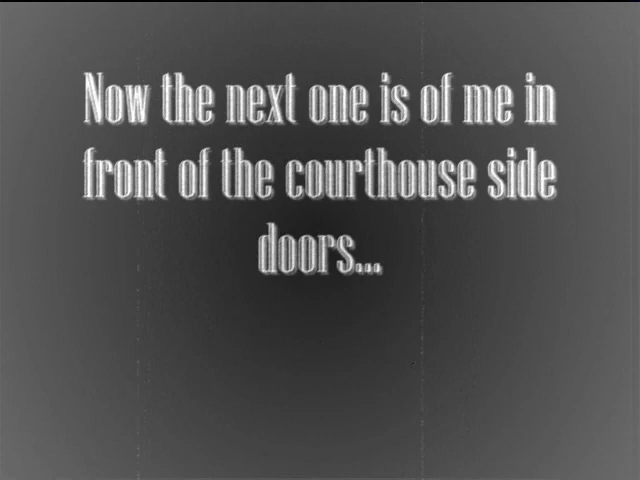 Now the next one is of me in
front of the courthouse side
doors...